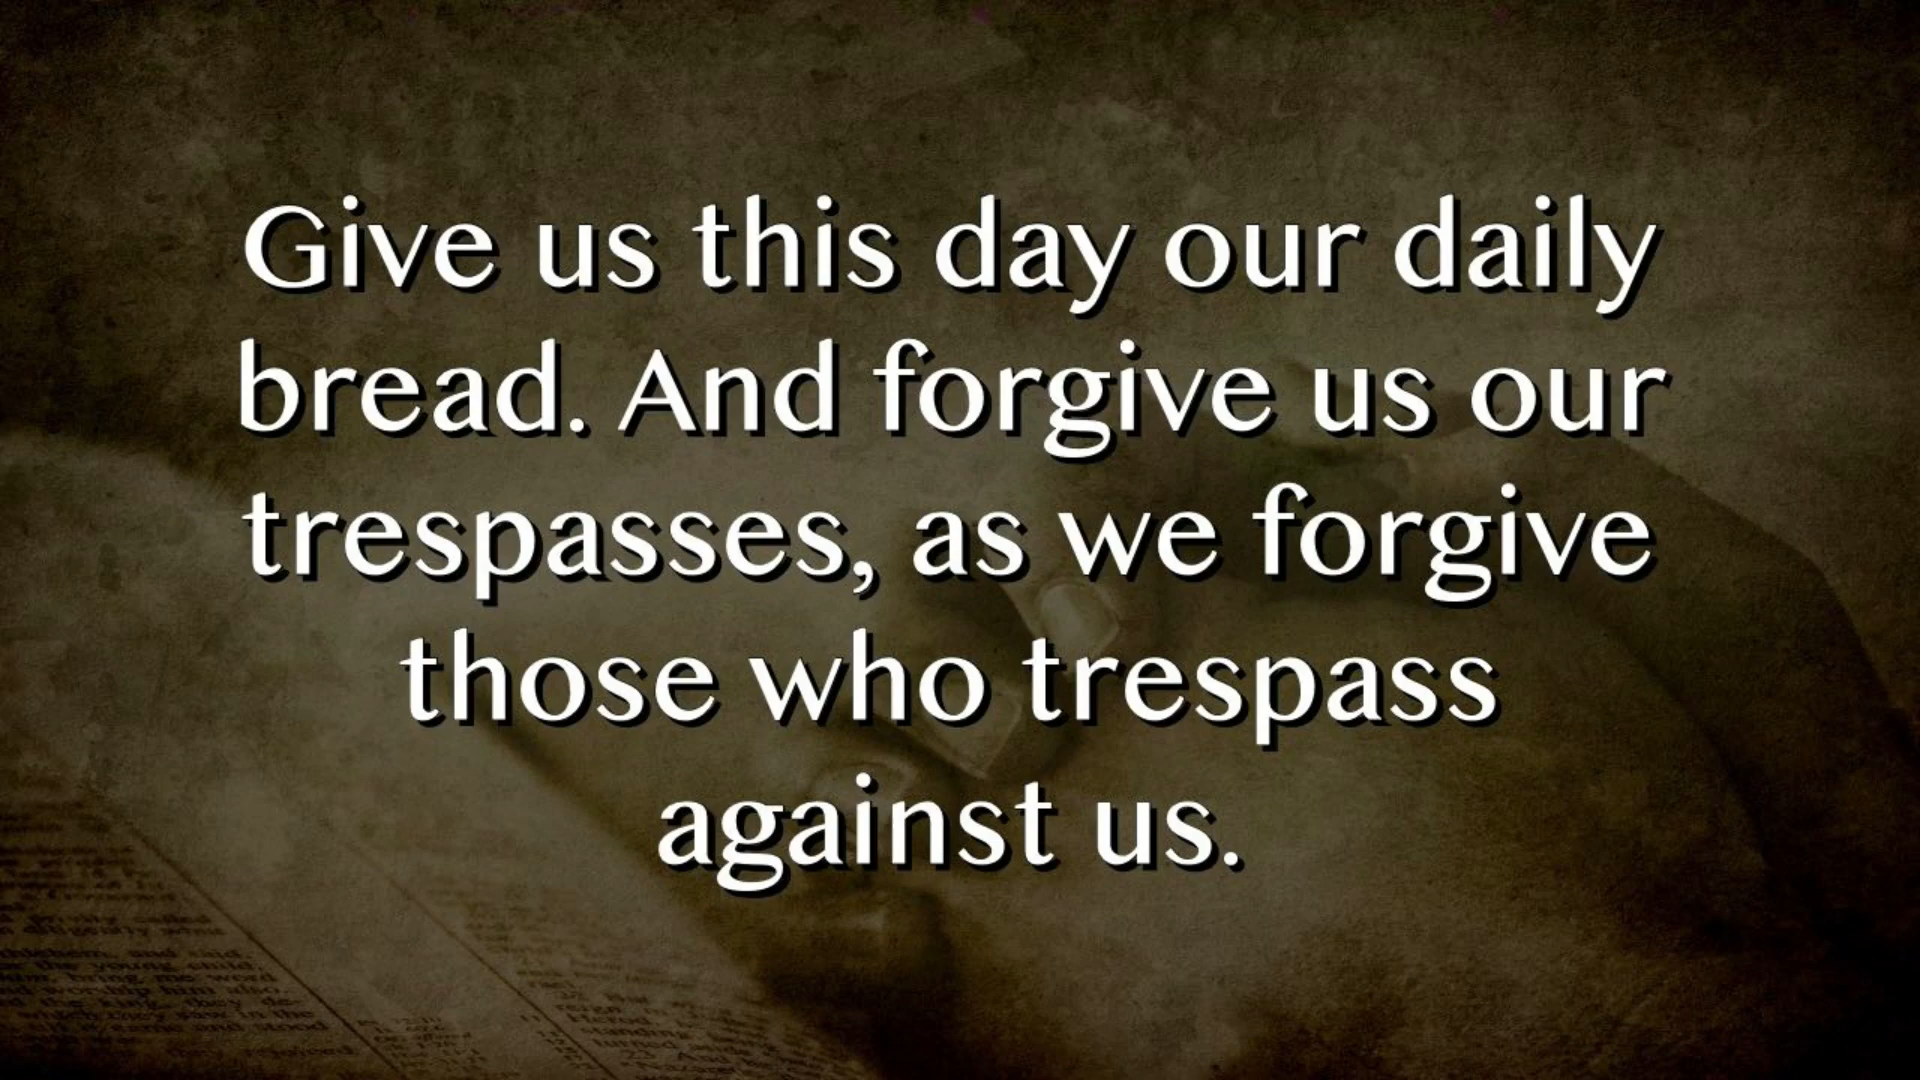 Give us this day our daily
bread. And forgive us our
trespasses, as we forgive
those who trespass
against us.